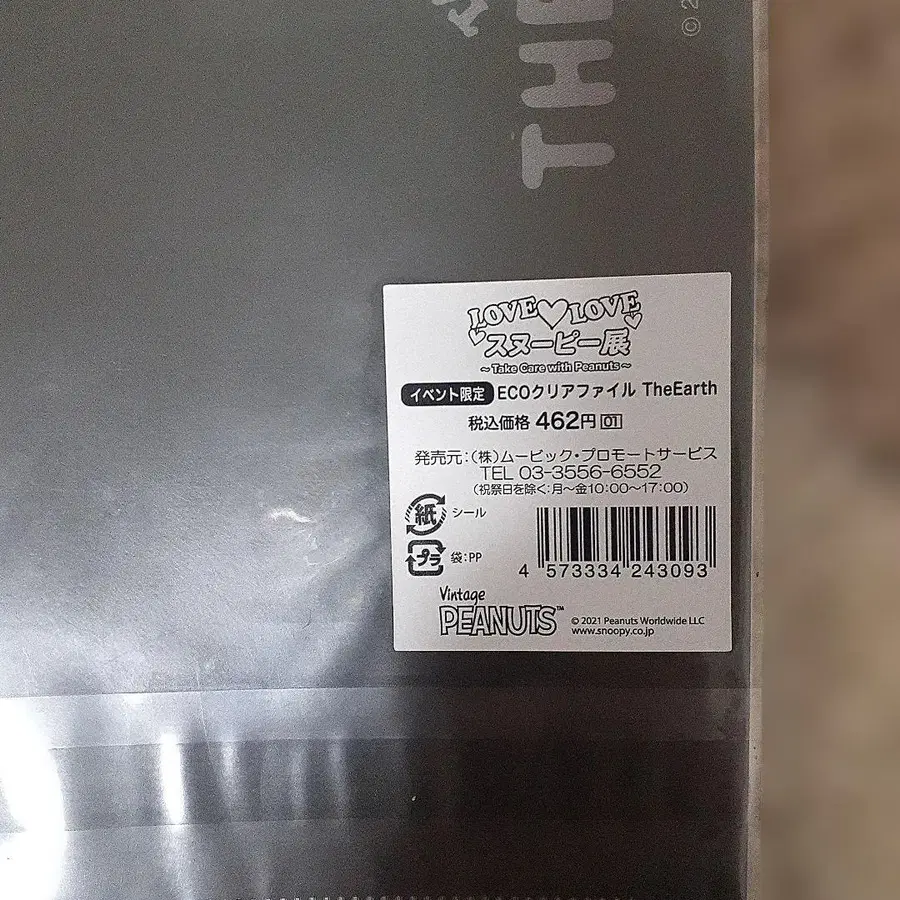 THE
©2
LOVE♡LOVE
スヌーピー展
～Take Care with Peanuts～
イベント限定 ECOクリアファイル TheEarth
税込価格 462円 01
発売元：(株)ムービック・プロモートサービス
TEL 03-3556-6552
(祝祭日を除く:月～金10:00～17:00)
紙 シール
プラ 袋:PP
4 573334 243093
Vintage
PEANUTS™
© 2021 Peanuts Worldwide LLC
www.snoopy.co.jp